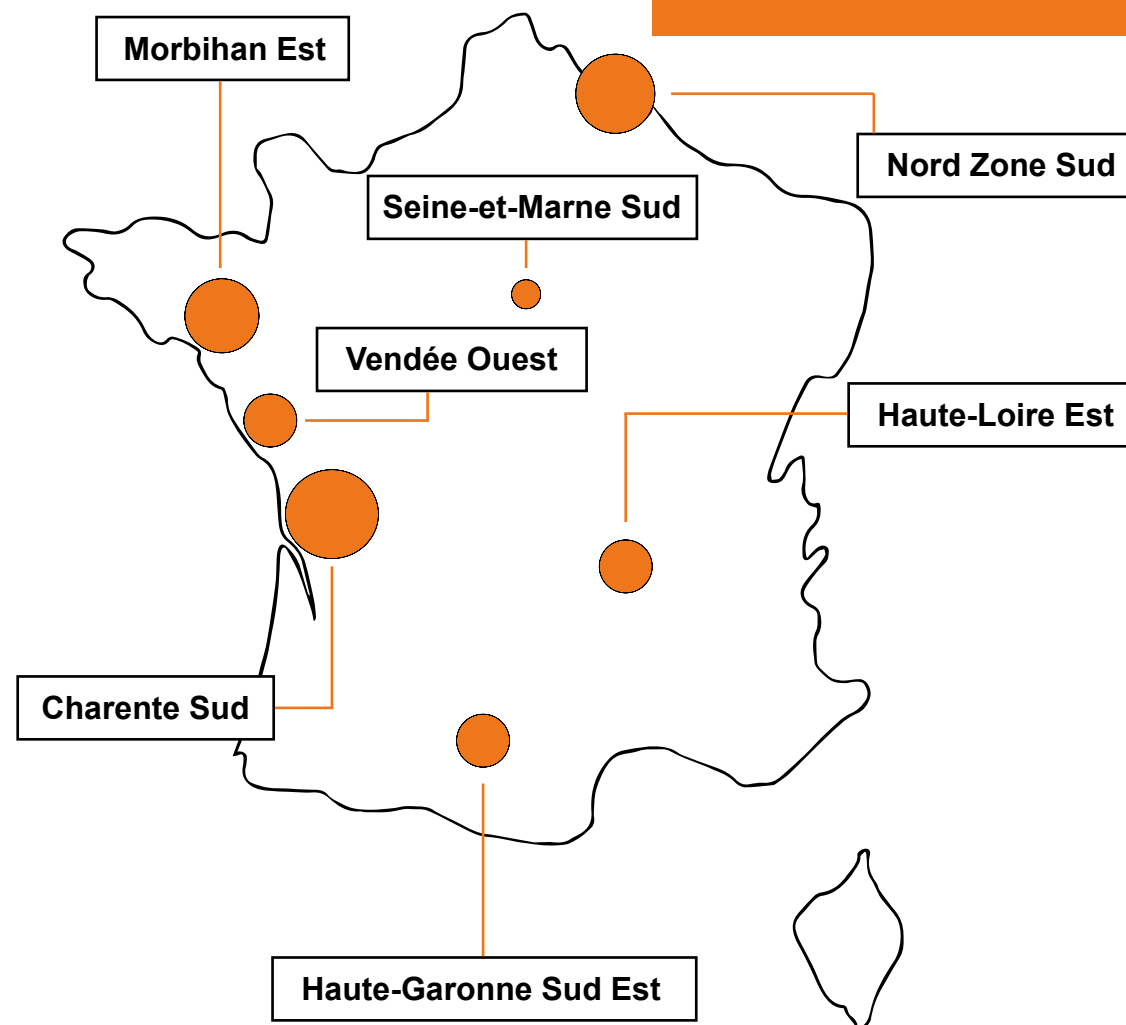 Morbihan Est
Nord Zone Sud
Seine-et-Marne Sud
Vendée Ouest
Haute-Loire Est
Charente Sud
Haute-Garonne Sud Est